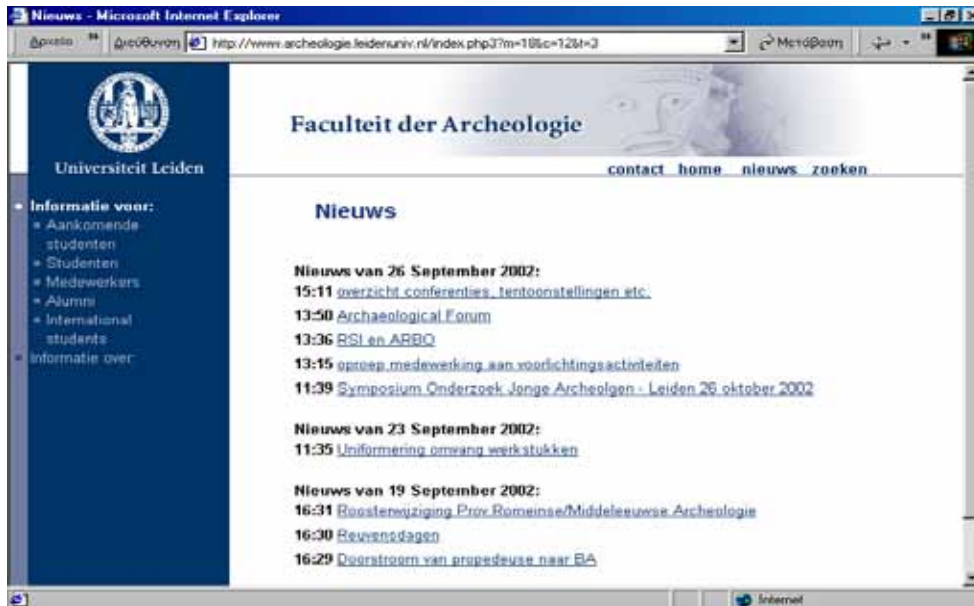 Nieuws - Microsoft Internet Explorer
Αρχείο Διεύθυνση http://www.archeologie.leidenuniv.nl/index.php3?m=18&c=12&t=3 Μετάβαση
Universiteit Leiden
Faculteit der Archeologie
contact home nieuws zoeken
Informatie voor:
Aankomende
studenten
Studenten
Medewerkers
Alumni
International
students
Informatie over:
Nieuws
Nieuws van 26 September 2002:
15:11 overzicht conferenties, tentoonstellingen etc.
13:50 Archaeological Forum
13:36 RSI en ARBO
13:15 oproep medewerking aan voorlichtingsactiviteiten
11:39 Symposium Onderzoek Jonge Archeolgen - Leiden 26 oktober 2002
Nieuws van 23 September 2002:
11:35 Uniformering omvang werkstukken
Nieuws van 19 September 2002:
16:31 Roosterwijziging Prov.Romeinse/Middeleeuwse Archeologie
16:30 Reuvensdagen
16:29 Doorstroom van propedeuse naar BA
Internet